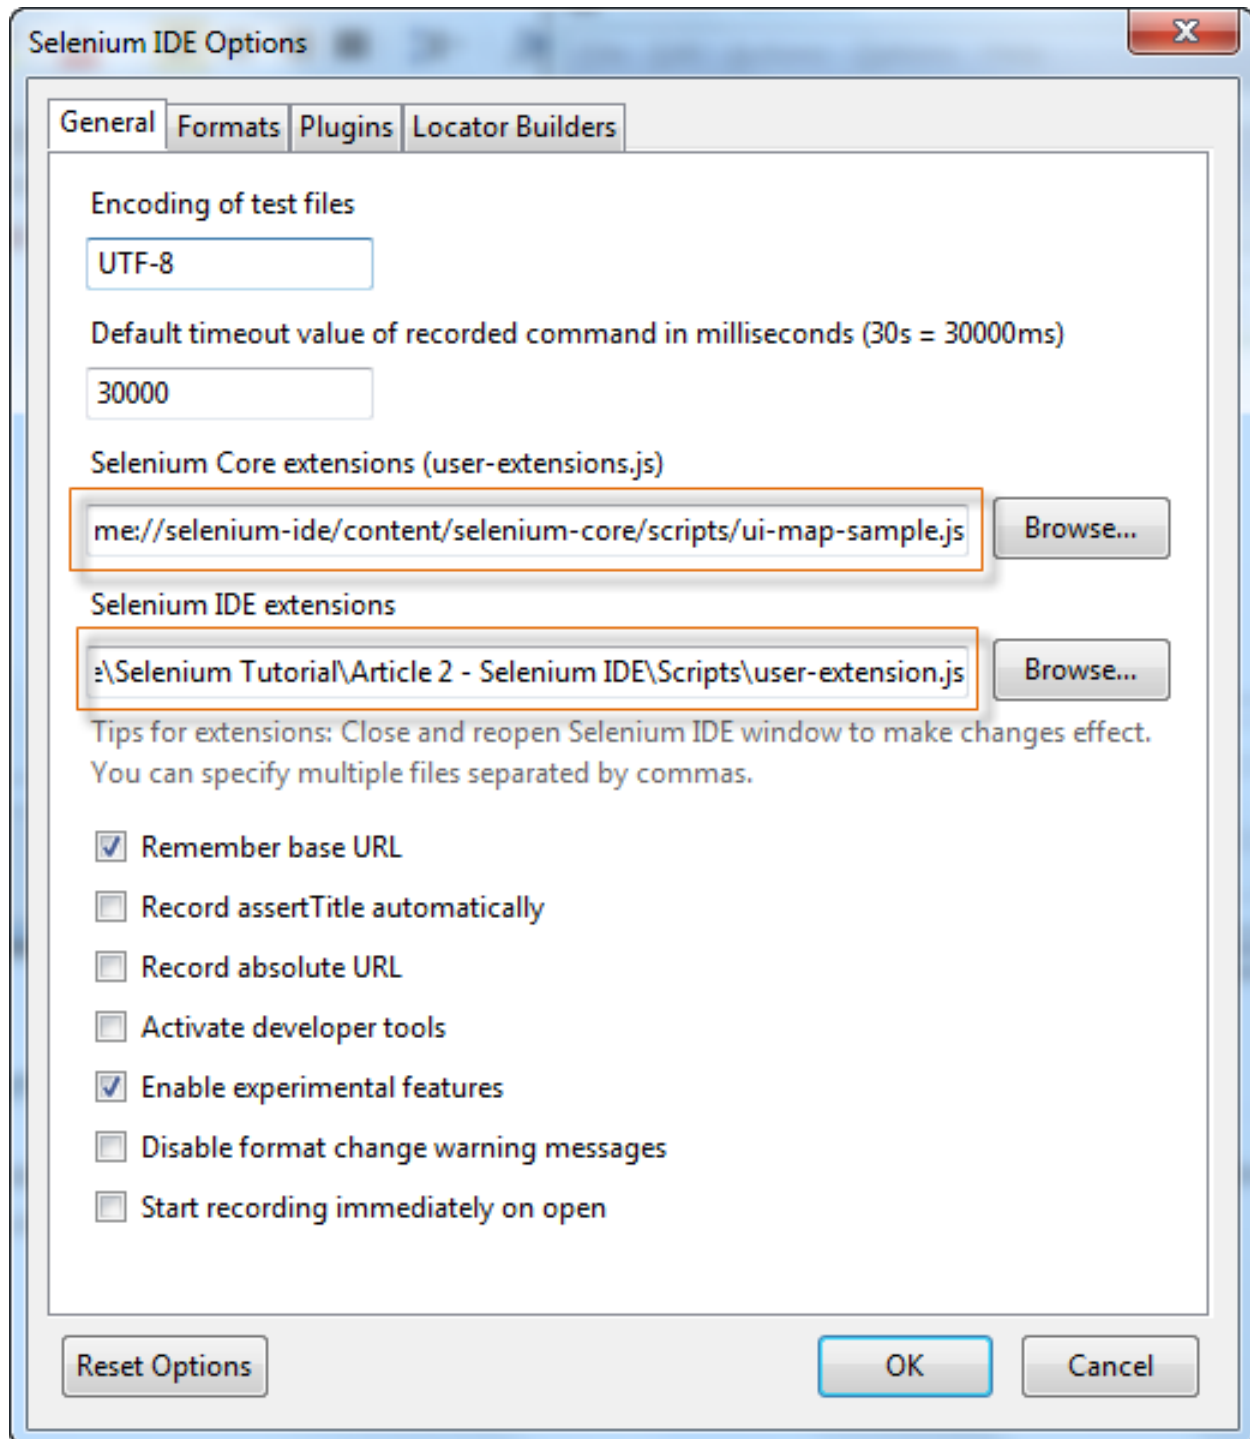 Selenium IDE Options
General Formats Plugins Locator Builders
Encoding of test files
UTF-8
Default timeout value of recorded command in milliseconds (30s = 30000ms)
30000
Selenium Core extensions (user-extensions.js)
me://selenium-ide/content/selenium-core/scripts/ui-map-sample.js Browse...
Selenium IDE extensions
e\Selenium Tutorial\Article 2 - Selenium IDE\Scripts\user-extension.js Browse...
Tips for extensions: Close and reopen Selenium IDE window to make changes effect.
You can specify multiple files separated by commas.
Remember base URL
Record assertTitle automatically
Record absolute URL
Activate developer tools
Enable experimental features
Disable format change warning messages
Start recording immediately on open
Reset Options OK Cancel